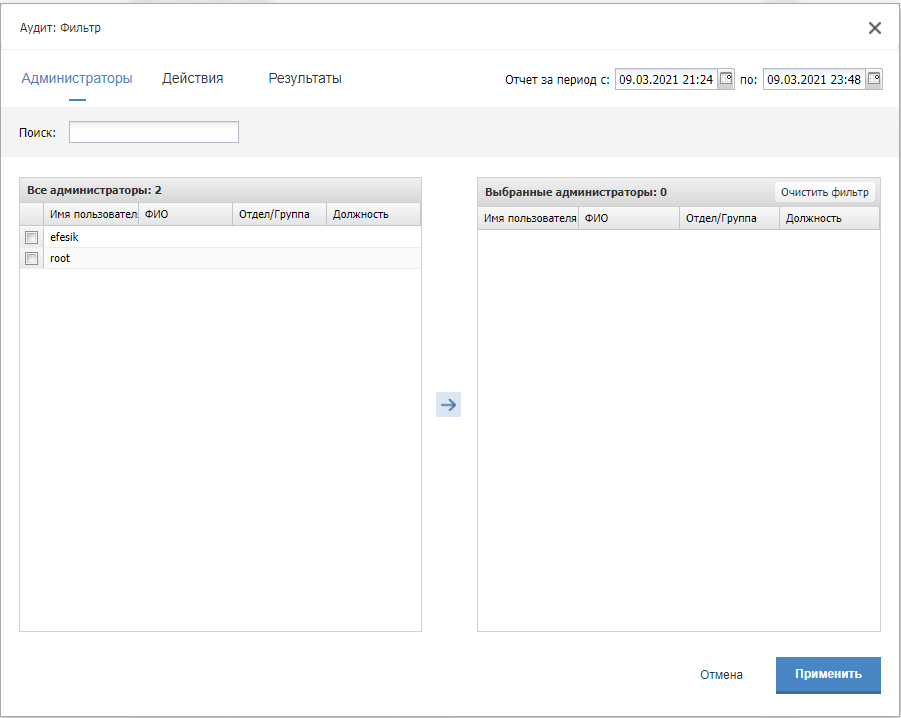 Аудит: Фильтр
Администраторы Действия Результаты Отчет за период с: 09.03.2021 21:24 по: 09.03.2021 23:48
Поиск:
Все администраторы: 2
Имя пользовател ФИО Отдел/Группа Должность
efesik
root
Выбранные администраторы: 0 Очистить фильтр
Имя пользователя ФИО Отдел/Группа Должность
Отмена Применить